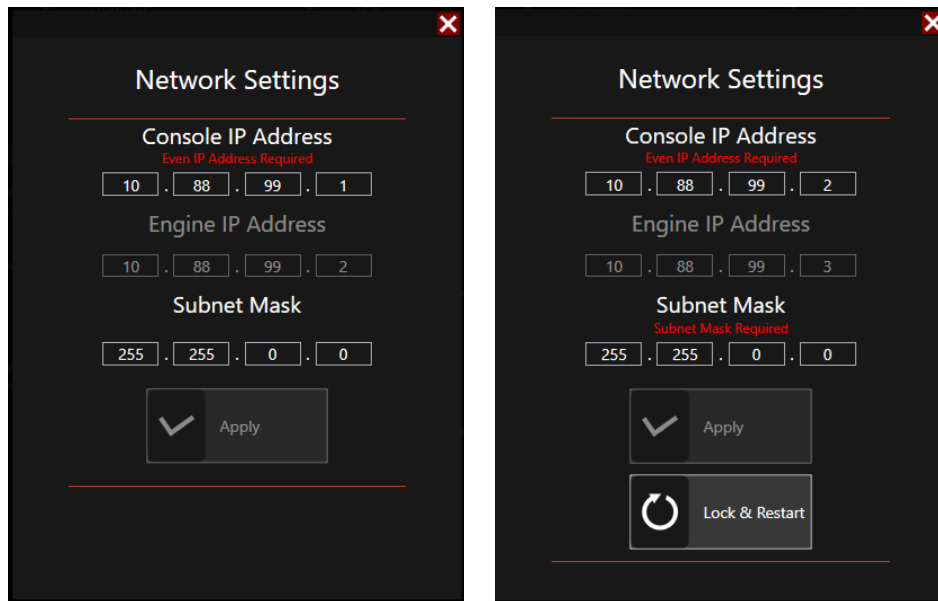 Network Settings
Console IP Address
Even IP Address Required
10 . 88 . 99 . 1
Engine IP Address
10 . 88 . 99 . 2
Subnet Mask
255 . 255 . 0 . 0
Apply
Network Settings
Console IP Address
Even IP Address Required
10 . 88 . 99 . 2
Engine IP Address
10 . 88 . 99 . 3
Subnet Mask
Subnet Mask Required
255 . 255 . 0 . 0
Apply
Lock & Restart